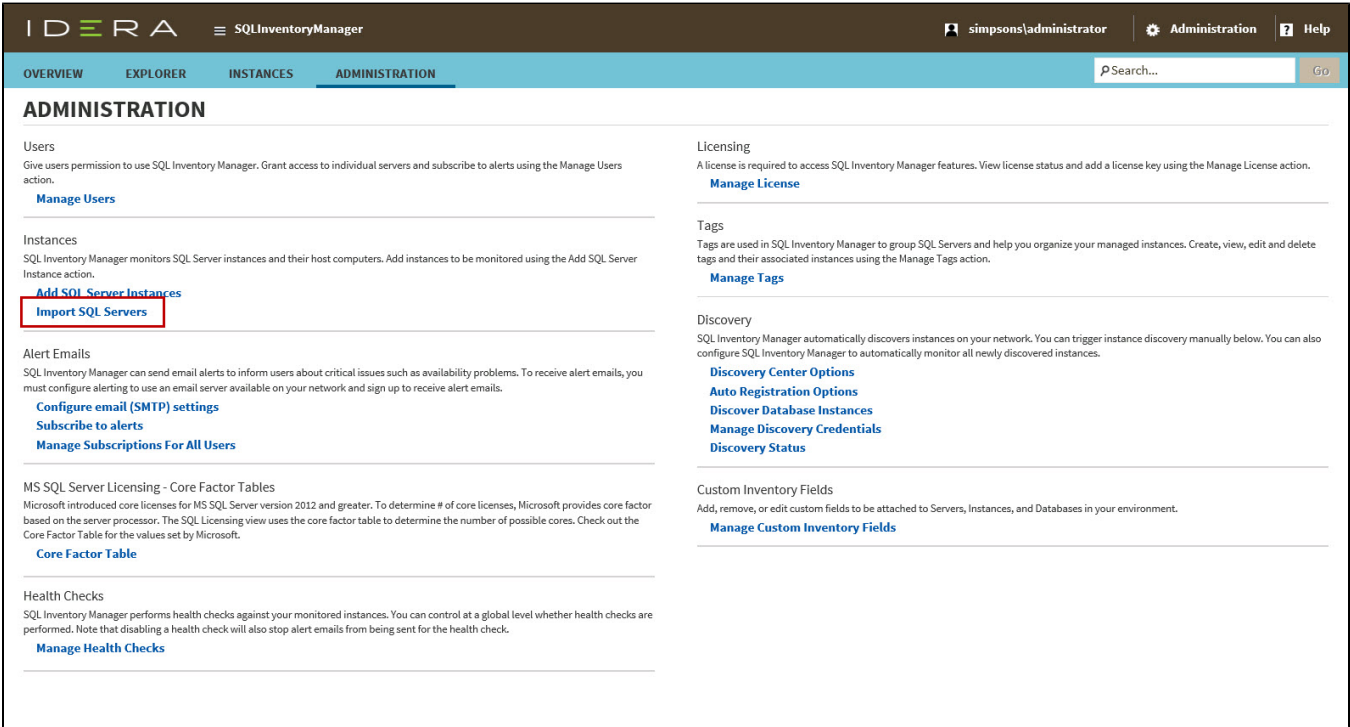 IDERA
SQLInventoryManager
simpsons\administrator
Administration
? Help
OVERVIEW
EXPLORER
INSTANCES
ADMINISTRATION
Search...
Go
ADMINISTRATION
Users
Give users permission to use SQL Inventory Manager. Grant access to individual servers and subscribe to alerts using the Manage Users
action.
Manage Users
Instances
SQL Inventory Manager monitors SQL Server instances and their host computers. Add instances to be monitored using the Add SQL Server
Instance action.
Add SQL Server Instances
Import SQL Servers
Alert Emails
SQL Inventory Manager can send email alerts to inform users about critical issues such as availability problems. To receive alert emails, you
must configure alerting to use an email server available on your network and sign up to receive alert emails.
Configure email (SMTP) settings
Subscribe to alerts
Manage Subscriptions For All Users
MS SQL Server Licensing - Core Factor Tables
Microsoft introduced core licenses for MS SQL Server version 2012 and greater. To determine # of core licenses, Microsoft provides core factor
based on the server processor. The SQL Licensing view uses the core factor table to determine the number of possible cores. Check out the
Core Factor Table for the values set by Microsoft.
Core Factor Table
Health Checks
SQL Inventory Manager performs health checks against your monitored instances. You can control at a global level whether health checks are
performed. Note that disabling a health check will also stop alert emails from being sent for the health check.
Manage Health Checks
Licensing
A license is required to access SQL Inventory Manager features. View license status and add a license key using the Manage License action.
Manage License
Tags
Tags are used in SQL Inventory Manager to group SQL Servers and help you organize your managed instances. Create, view, edit and delete
tags and their associated instances using the Manage Tags action.
Manage Tags
Discovery
SQL Inventory Manager automatically discovers instances on your network. You can trigger instance discovery manually below. You can also
configure SQL Inventory Manager to automatically monitor all newly discovered instances.
Discovery Center Options
Auto Registration Options
Discover Database Instances
Manage Discovery Credentials
Discovery Status
Custom Inventory Fields
Add, remove, or edit custom fields to be attached to Servers, Instances, and Databases in your environment.
Manage Custom Inventory Fields